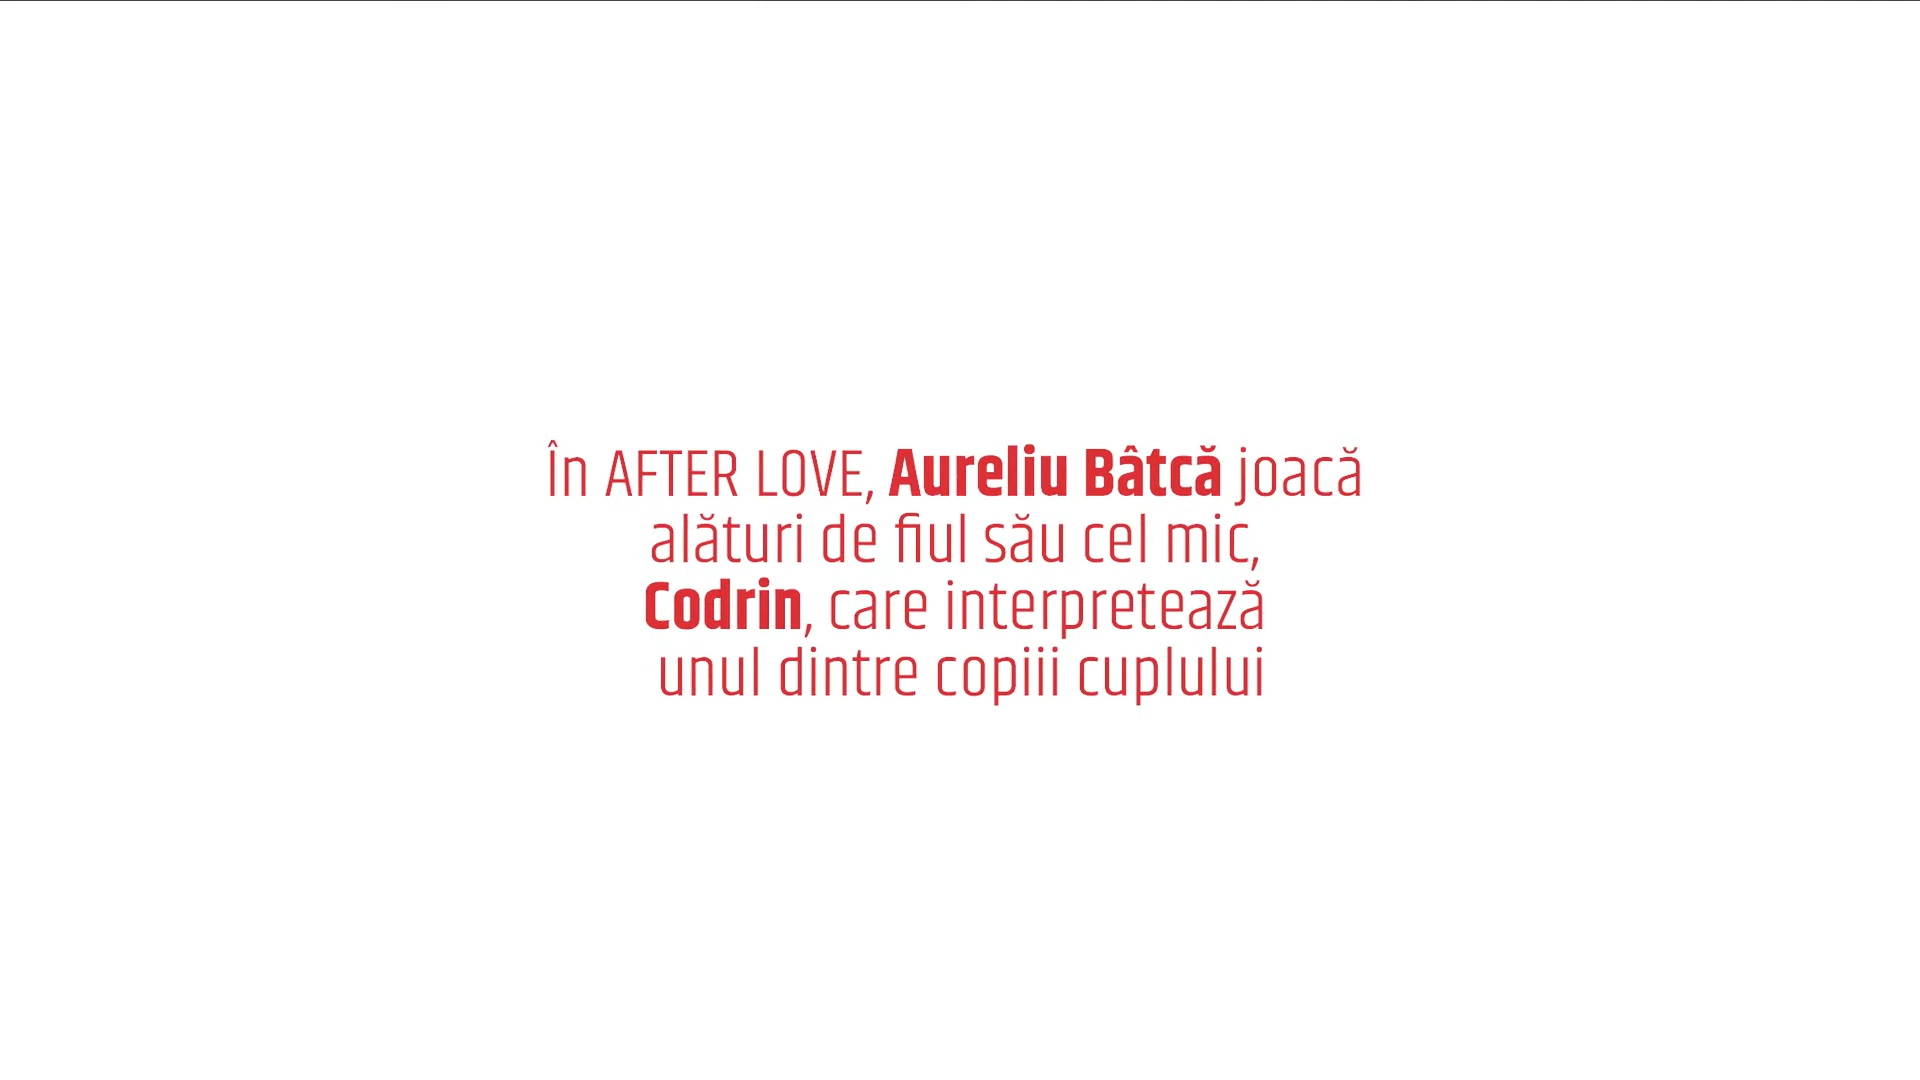 În AFTER LOVE, Aureliu Bâtcă joacă
alături de fiul său cel mic,
Codrin, care interpretează
unul dintre copiii cuplului